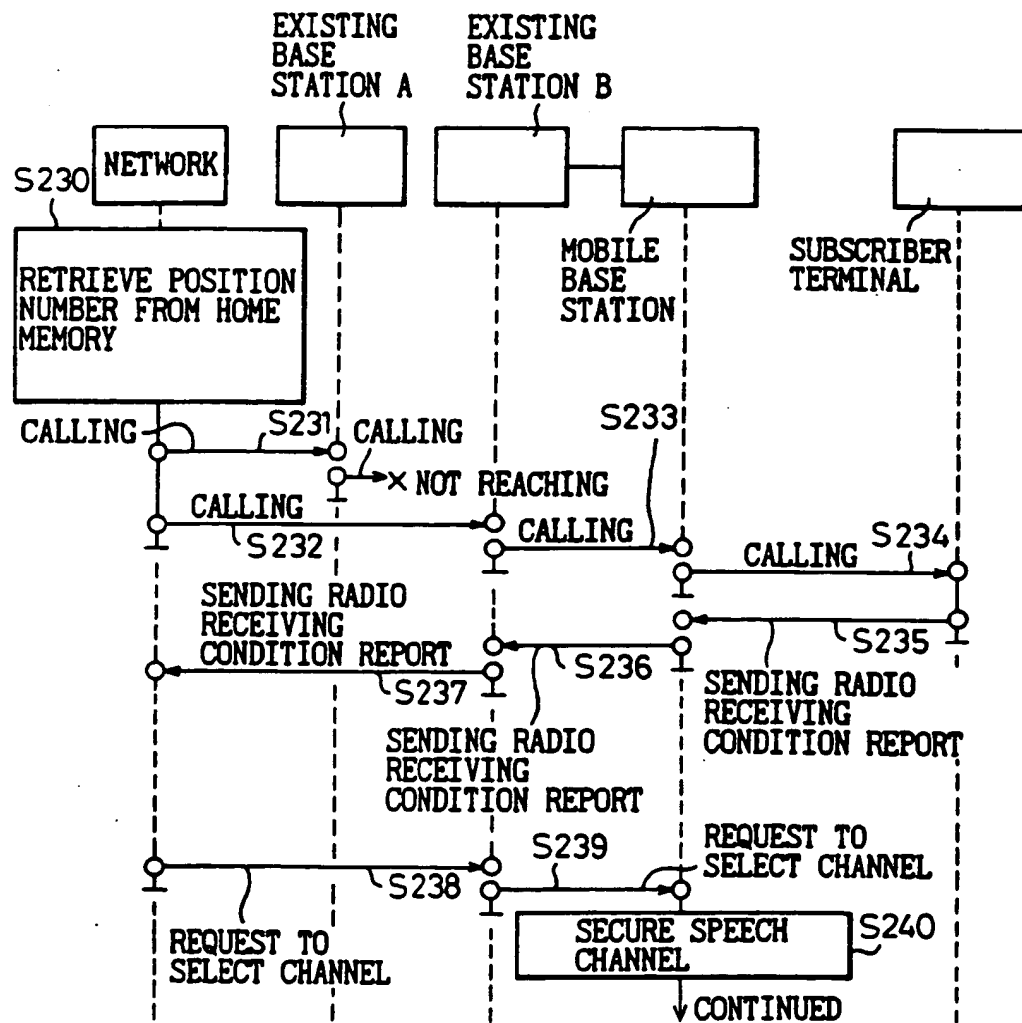 EXISTING
BASE
STATION A
EXISTING
BASE
STATION B
NETWORK
S230
MOBILE
BASE
STATION
SUBSCRIBER
TERMINAL
RETRIEVE POSITION
NUMBER FROM HOME
MEMORY
CALLING
S231
CALLING
× NOT REACHING
S233
CALLING
S232
CALLING
CALLING
S234
SENDING RADIO
RECEIVING
CONDITION REPORT
S235
S236
S237
SENDING RADIO
RECEIVING
CONDITION REPORT
SENDING RADIO
RECEIVING
CONDITION REPORT
S238
S239
REQUEST TO
SELECT CHANNEL
REQUEST TO
SELECT CHANNEL
SECURE SPEECH
CHANNEL
S240
CONTINUED